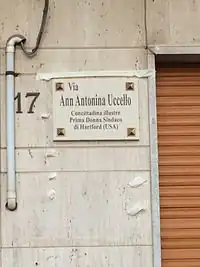 17
Via
Ann Antonina Uccello
Concittadina illustre
Prima Donna Sindaco
di Hartford (USA)